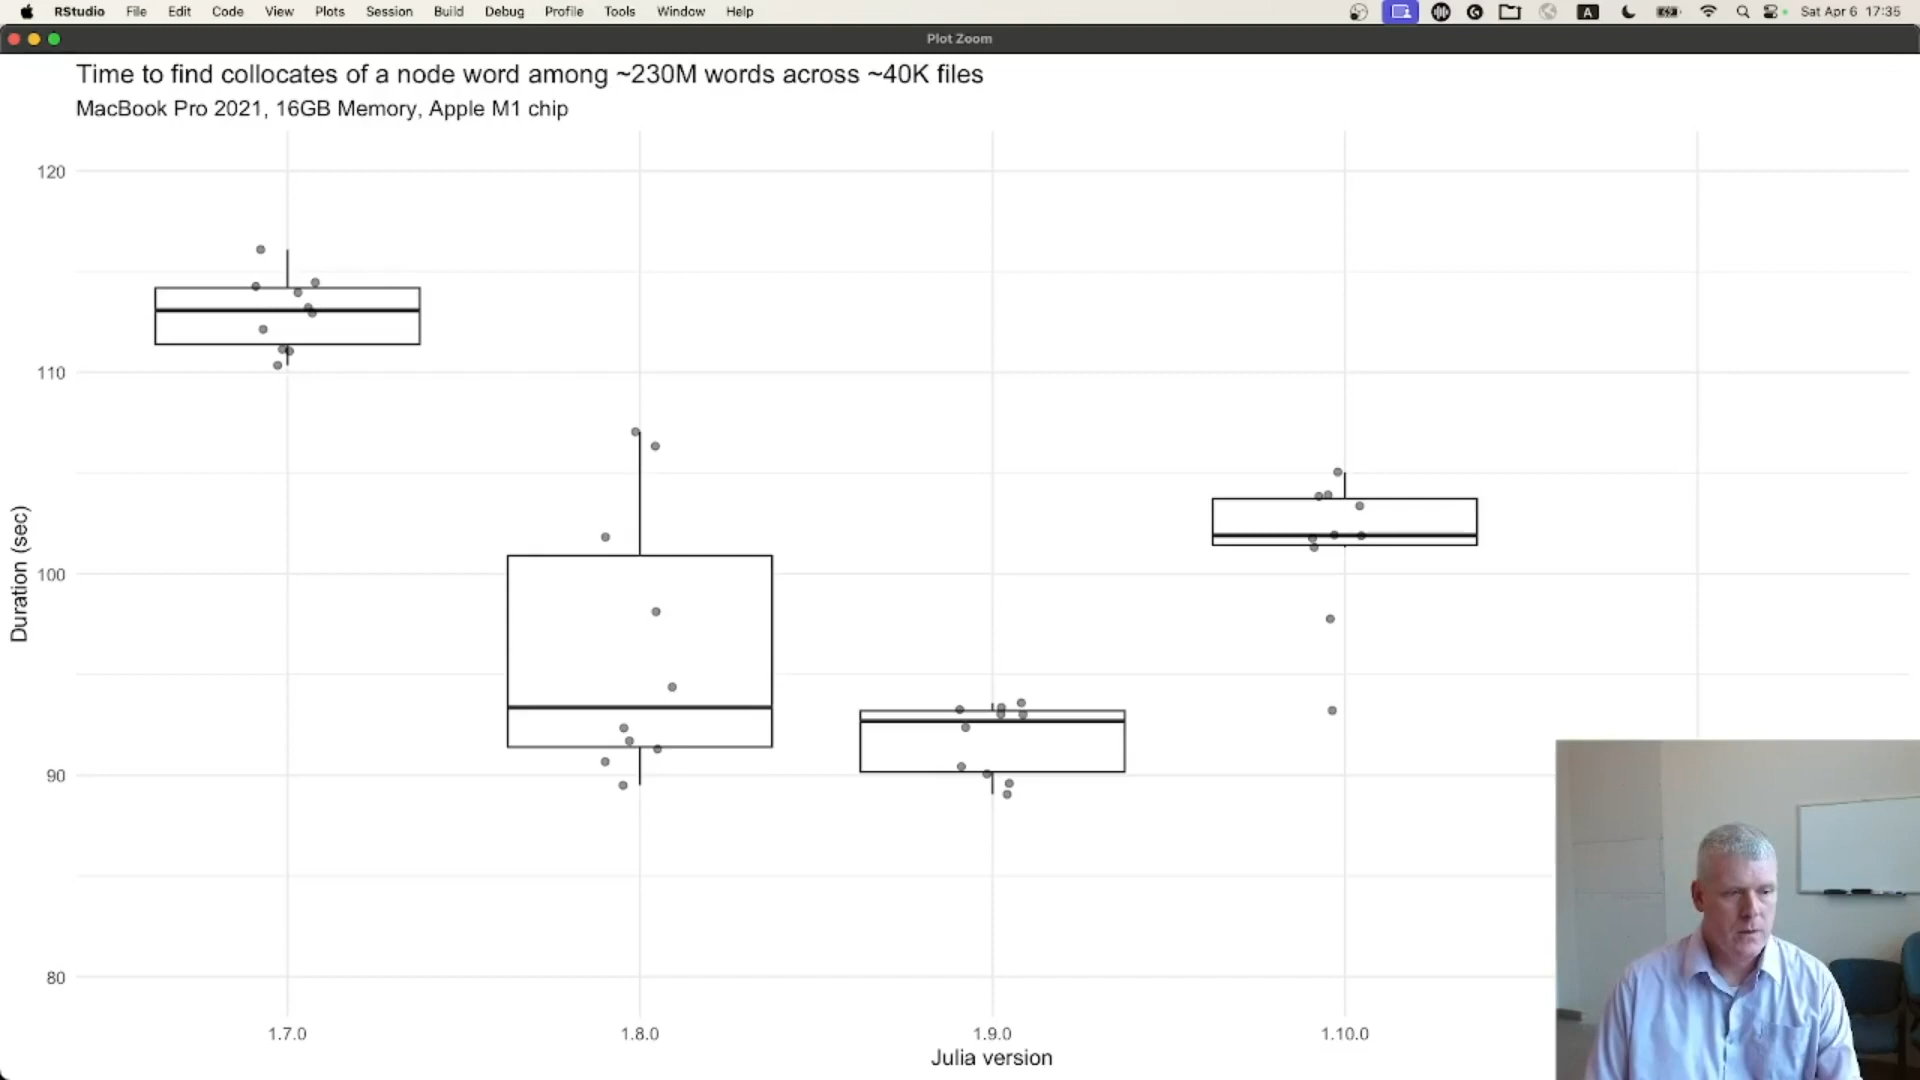 RStudio File Edit Code View Plots Session Build Debug Profile Tools Window Help A Sat Apr 6 17:35
Plot Zoom
Time to find collocates of a node word among ~230M words across ~40K files
MacBook Pro 2021, 16GB Memory, Apple M1 chip
120
110
100
90
80
Duration (sec)
1.7.0 1.8.0 1.9.0 1.10.0
Julia version